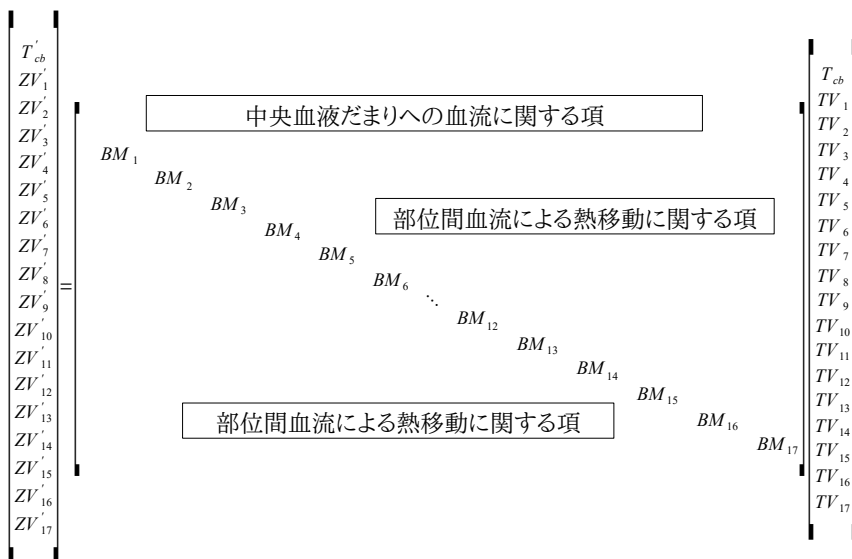 T'cb
ZV'1
ZV'2
ZV'3
ZV'4
ZV'5
ZV'6
ZV'7
ZV'8
ZV'9
ZV'10
ZV'11
ZV'12
ZV'13
ZV'14
ZV'15
ZV'16
ZV'17
=
中央血液だまりへの血流に関する項
BM1
BM2
BM3
部位間血流による熱移動に関する項
BM4
BM5
BM6
⋱
BM12
BM13
BM14
BM15
部位間血流による熱移動に関する項
BM16
BM17
Tcb
TV1
TV2
TV3
TV4
TV5
TV6
TV7
TV8
TV9
TV10
TV11
TV12
TV13
TV14
TV15
TV16
TV17